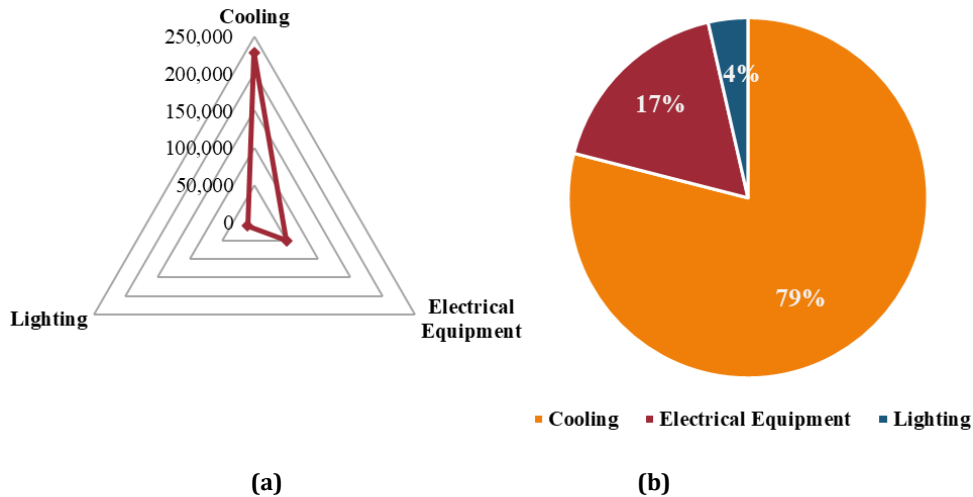 Cooling
250,000
200,000
150,000
100,000
50,000
0
Lighting
Electrical
Equipment
4%
17%
79%
Cooling Electrical Equipment Lighting
(a) (b)